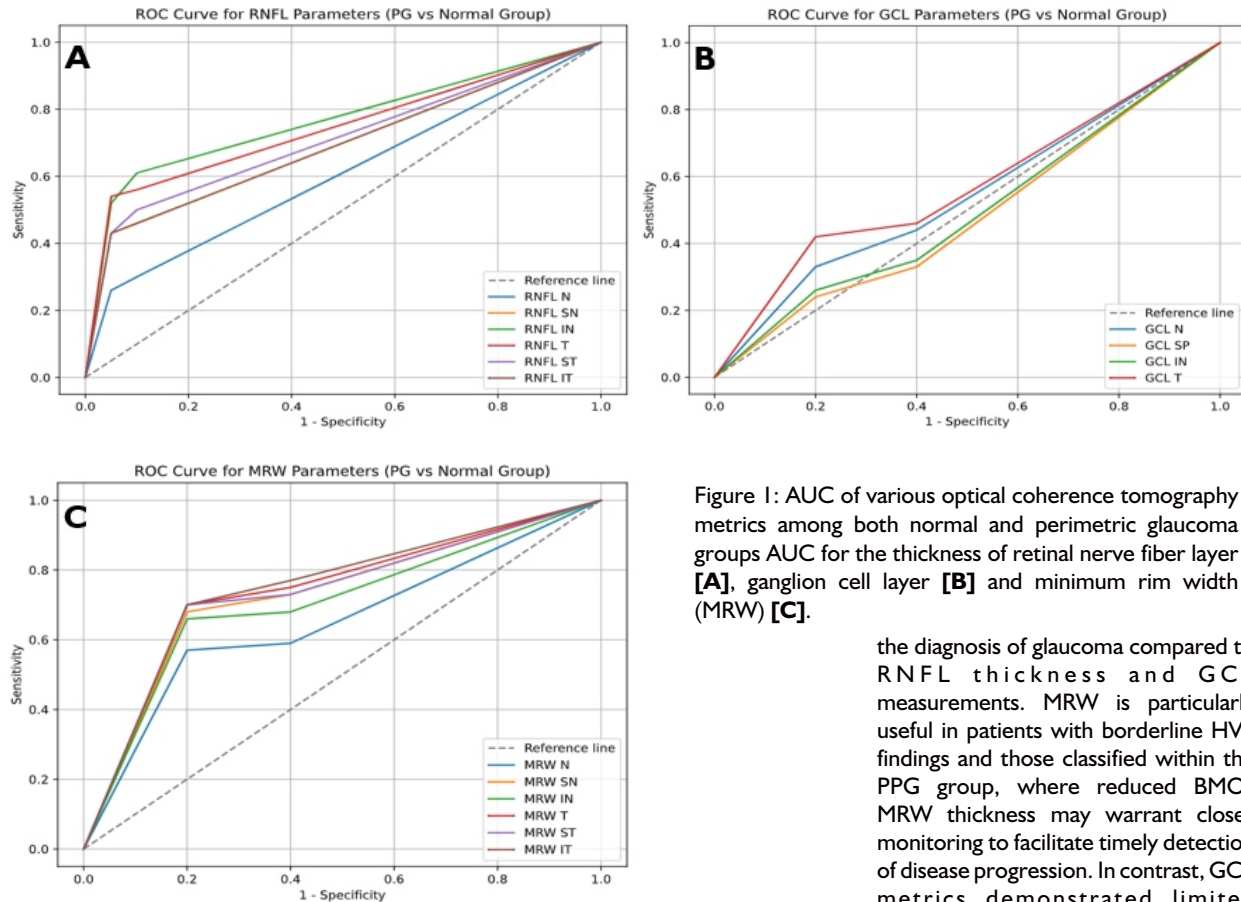 ROC Curve for RNFL Parameters (PG vs Normal Group)
A
1.0
0.8
0.6
0.4
0.2
0.0
Sensitivity
Reference line
RNFL N
RNFL SN
RNFL IN
RNFL T
RNFL ST
RNFL IT
0.0 0.2 0.4 0.6 0.8 1.0
1 - Specificity
ROC Curve for GCL Parameters (PG vs Normal Group)
B
1.0
0.8
0.6
0.4
0.2
0.0
Sensitivity
Reference line
GCL N
GCL SP
GCL IN
GCL T
0.0 0.2 0.4 0.6 0.8 1.0
1 - Specificity
ROC Curve for MRW Parameters (PG vs Normal Group)
C
1.0
0.8
0.6
0.4
0.2
0.0
Sensitivity
Reference line
MRW N
MRW SN
MRW IN
MRW T
MRW ST
MRW IT
0.0 0.2 0.4 0.6 0.8 1.0
1 - Specificity
Figure 1: AUC of various optical coherence tomography
metrics among both normal and perimetric glaucoma
groups AUC for the thickness of retinal nerve fiber layer
[A], ganglion cell layer [B] and minimum rim width
(MRW) [C].
the diagnosis of glaucoma compared
RNFL thickness and
measurements. MRW is
useful in patients with borderline
findings and those classified within
PPG group, where reduced
MRW thickness may warrant
monitoring to facilitate timely
of disease progression. In contrast,
metrics demonstrated